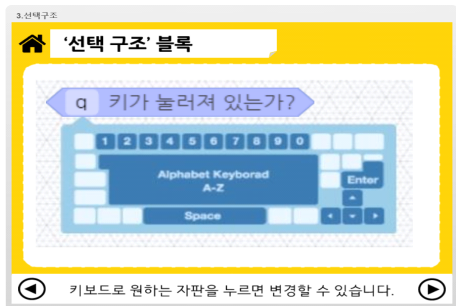 3.선택구조
‘선택 구조’ 블록
q 키가 눌러져 있는가?
1 2 3 4 5 6 7 8 9 0
Alphabet Keyborad
A-Z
Enter
Space
키보드로 원하는 자판을 누르면 변경할 수 있습니다.